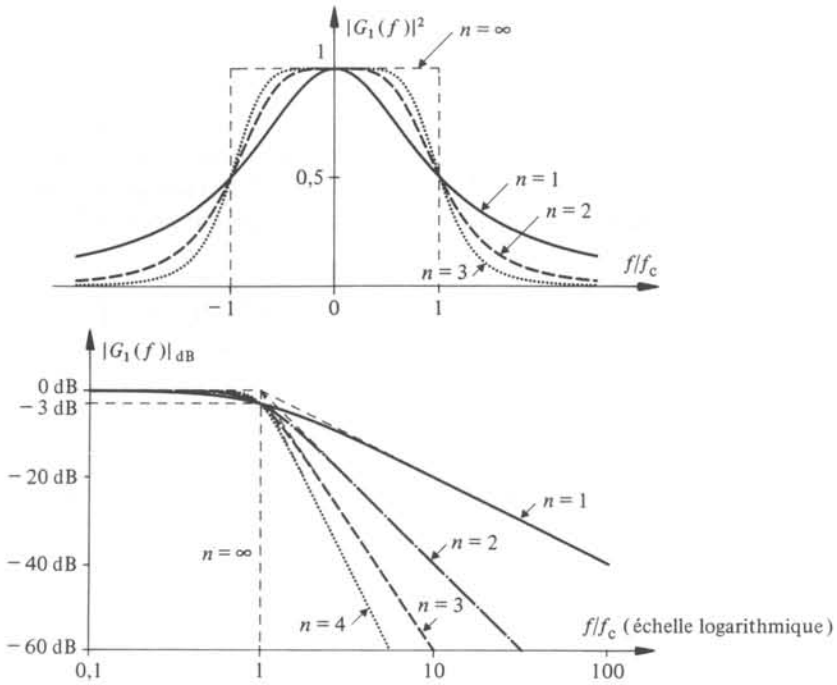 |G₁(f)|²
n = ∞
1
0,5
n = 1
n = 2
n = 3
f/f_c
− 1
0
1
|G₁(f)|_dB
0 dB
− 3 dB
− 20 dB
n = 1
n = 2
n = ∞
− 40 dB
n = 3
n = 4
f/f_c (échelle logarithmique)
− 60 dB
0,1
1
10
100